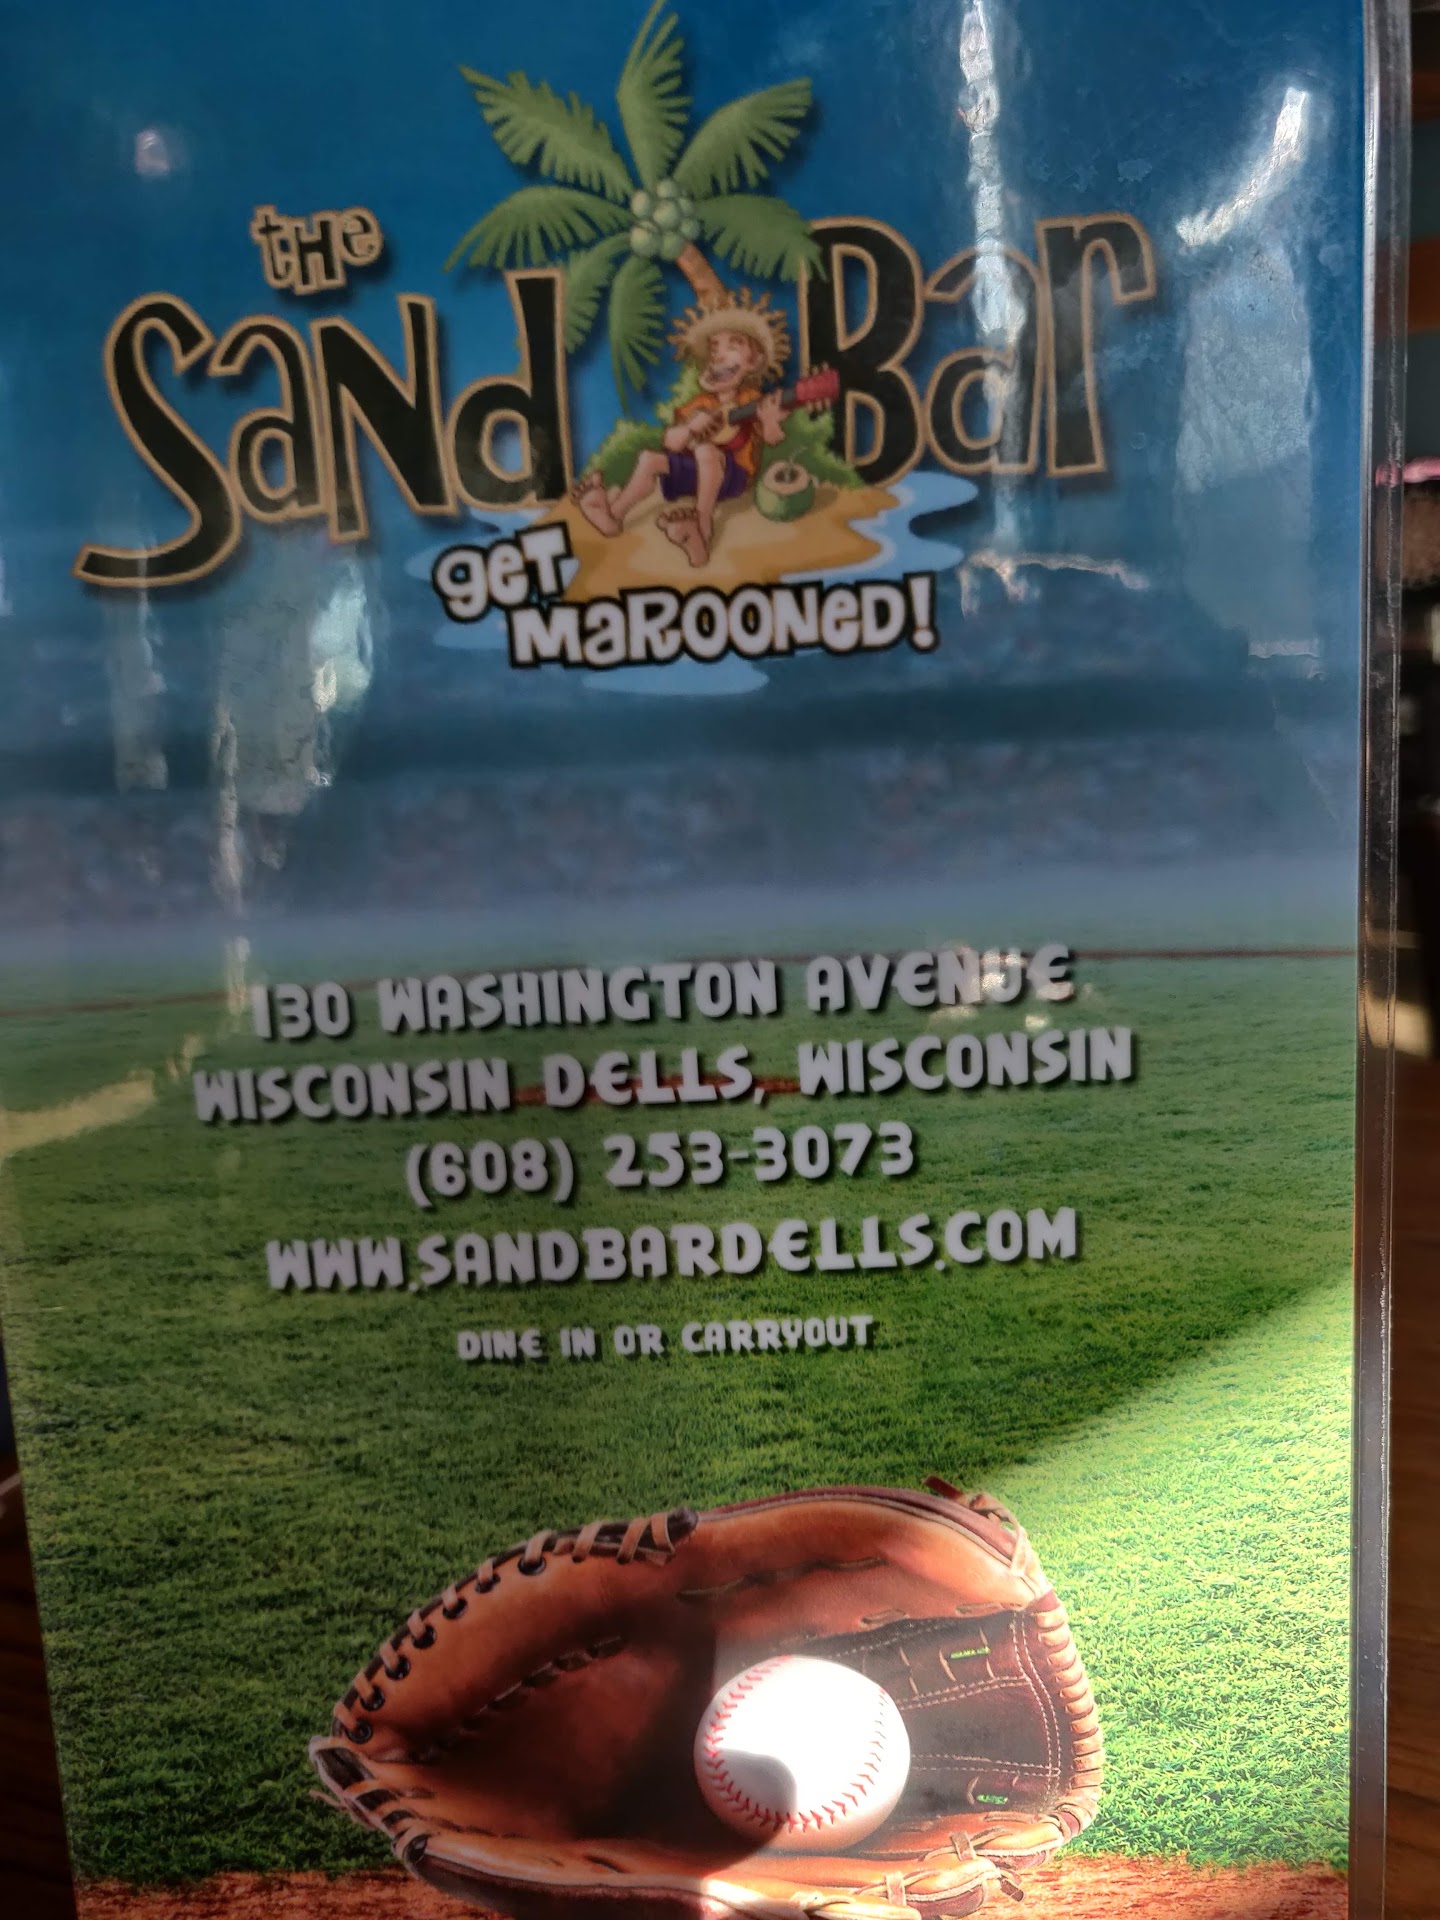 the
Sand Bar
get
marooned!
130 WASHINGTON AVENUE
WISCONSIN DELLS, WISCONSIN
(608) 253-3073
WWW.SANDBARDELLS.COM
DINE IN OR CARRYOUT